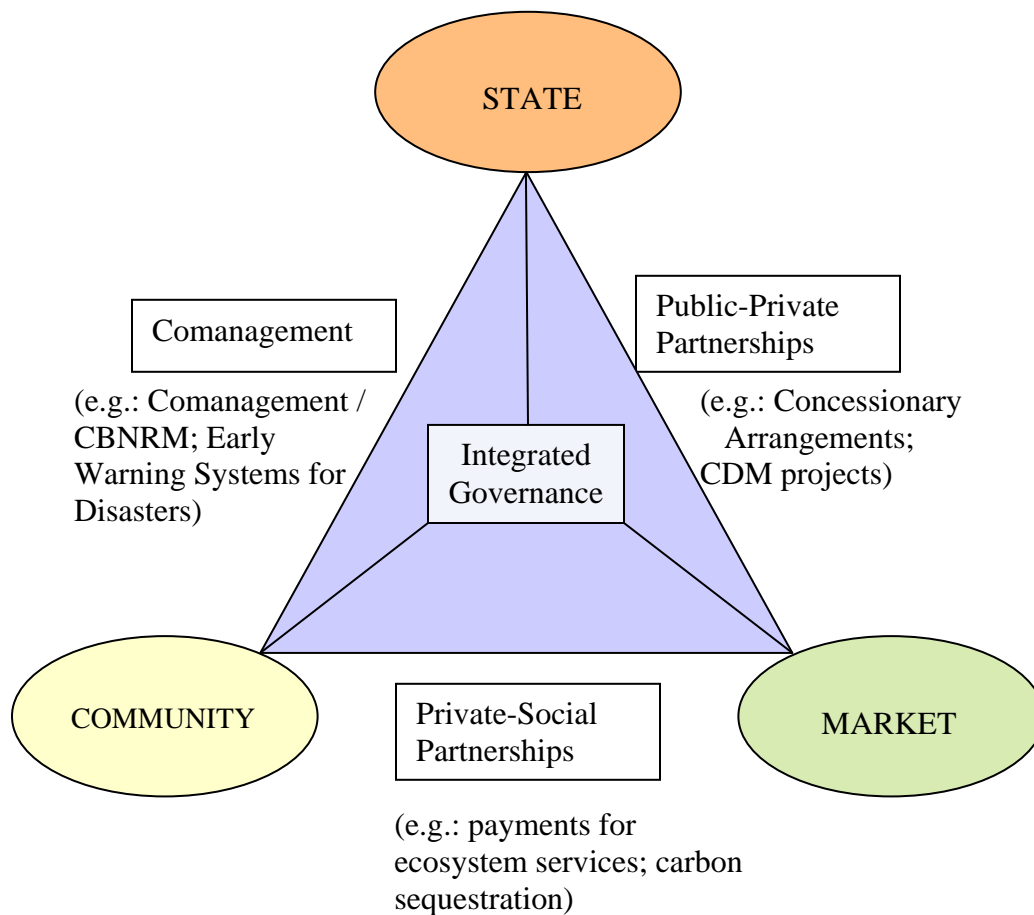 STATE
Comanagement
(e.g.: Comanagement /
CBNRM; Early
Warning Systems for
Disasters)
Public-Private
Partnerships
(e.g.: Concessionary
Arrangements;
CDM projects)
Integrated
Governance
COMMUNITY
Private-Social
Partnerships
(e.g.: payments for
ecosystem services; carbon
sequestration)
MARKET